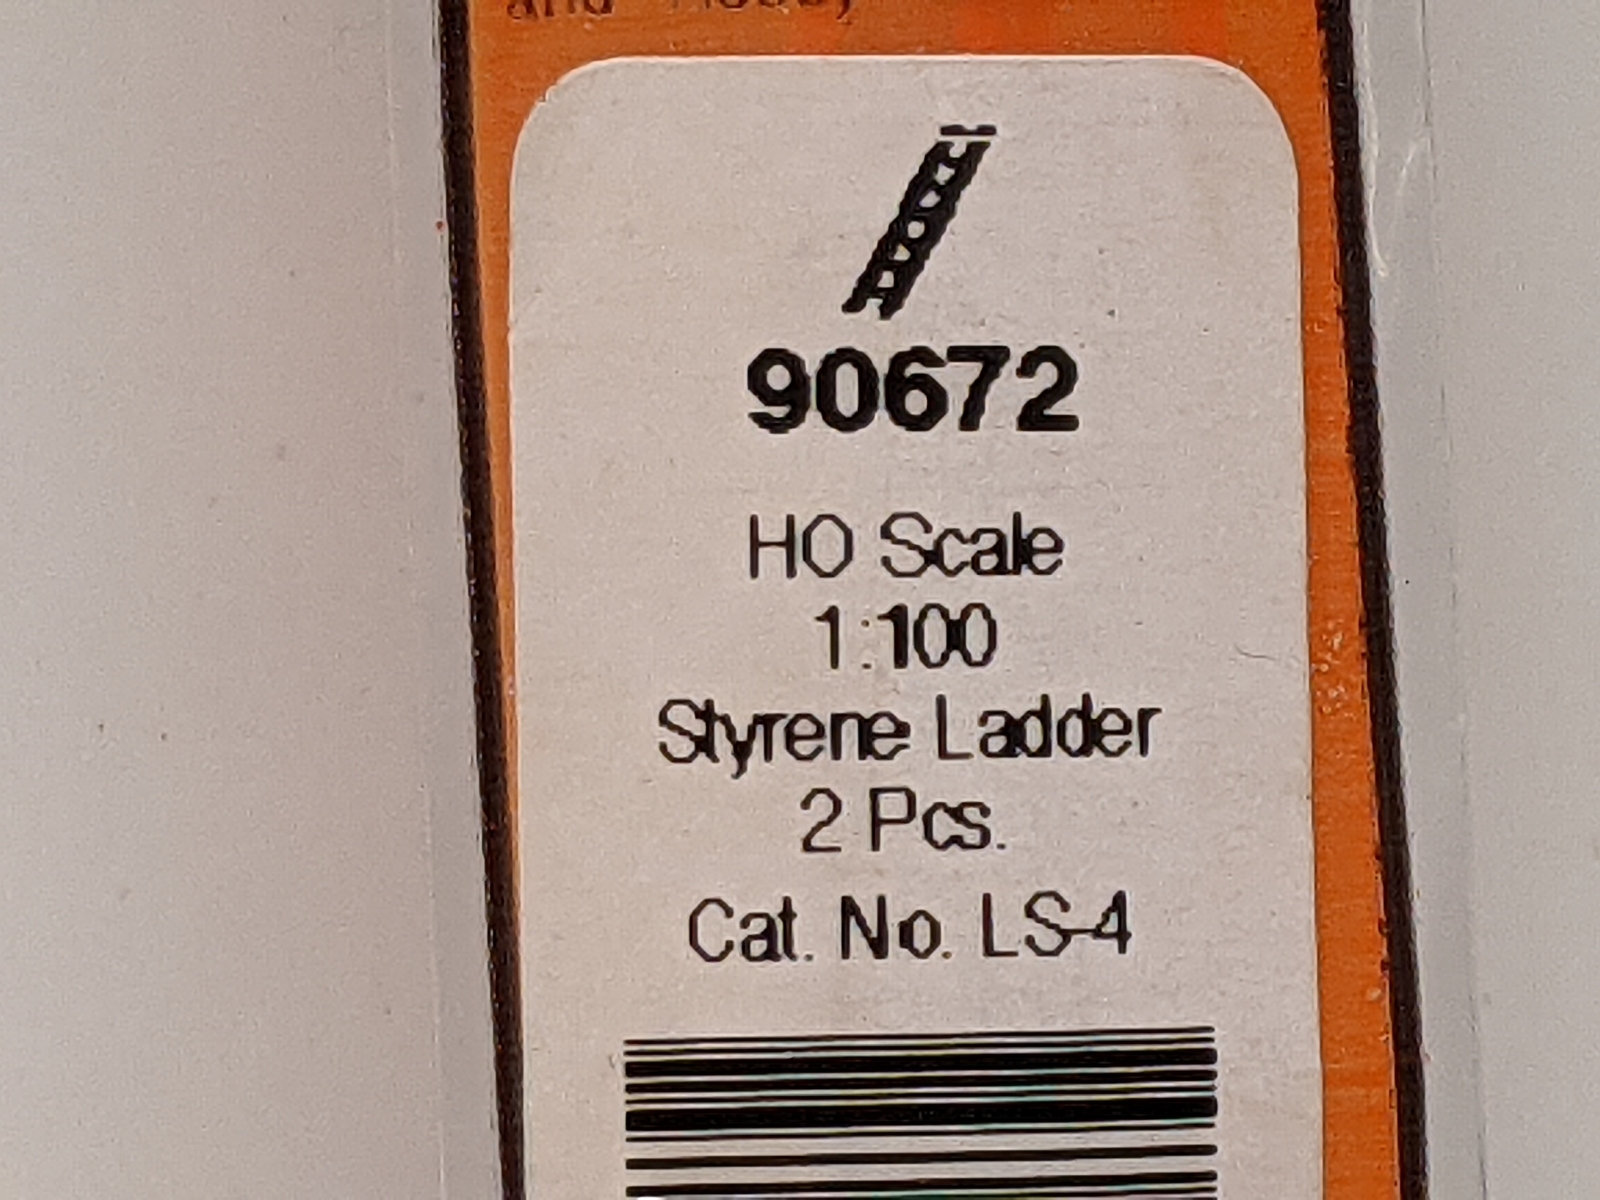 90672
HO Scale
1:100
Styrene Ladder
2 Pcs.
Cat. No. LS-4